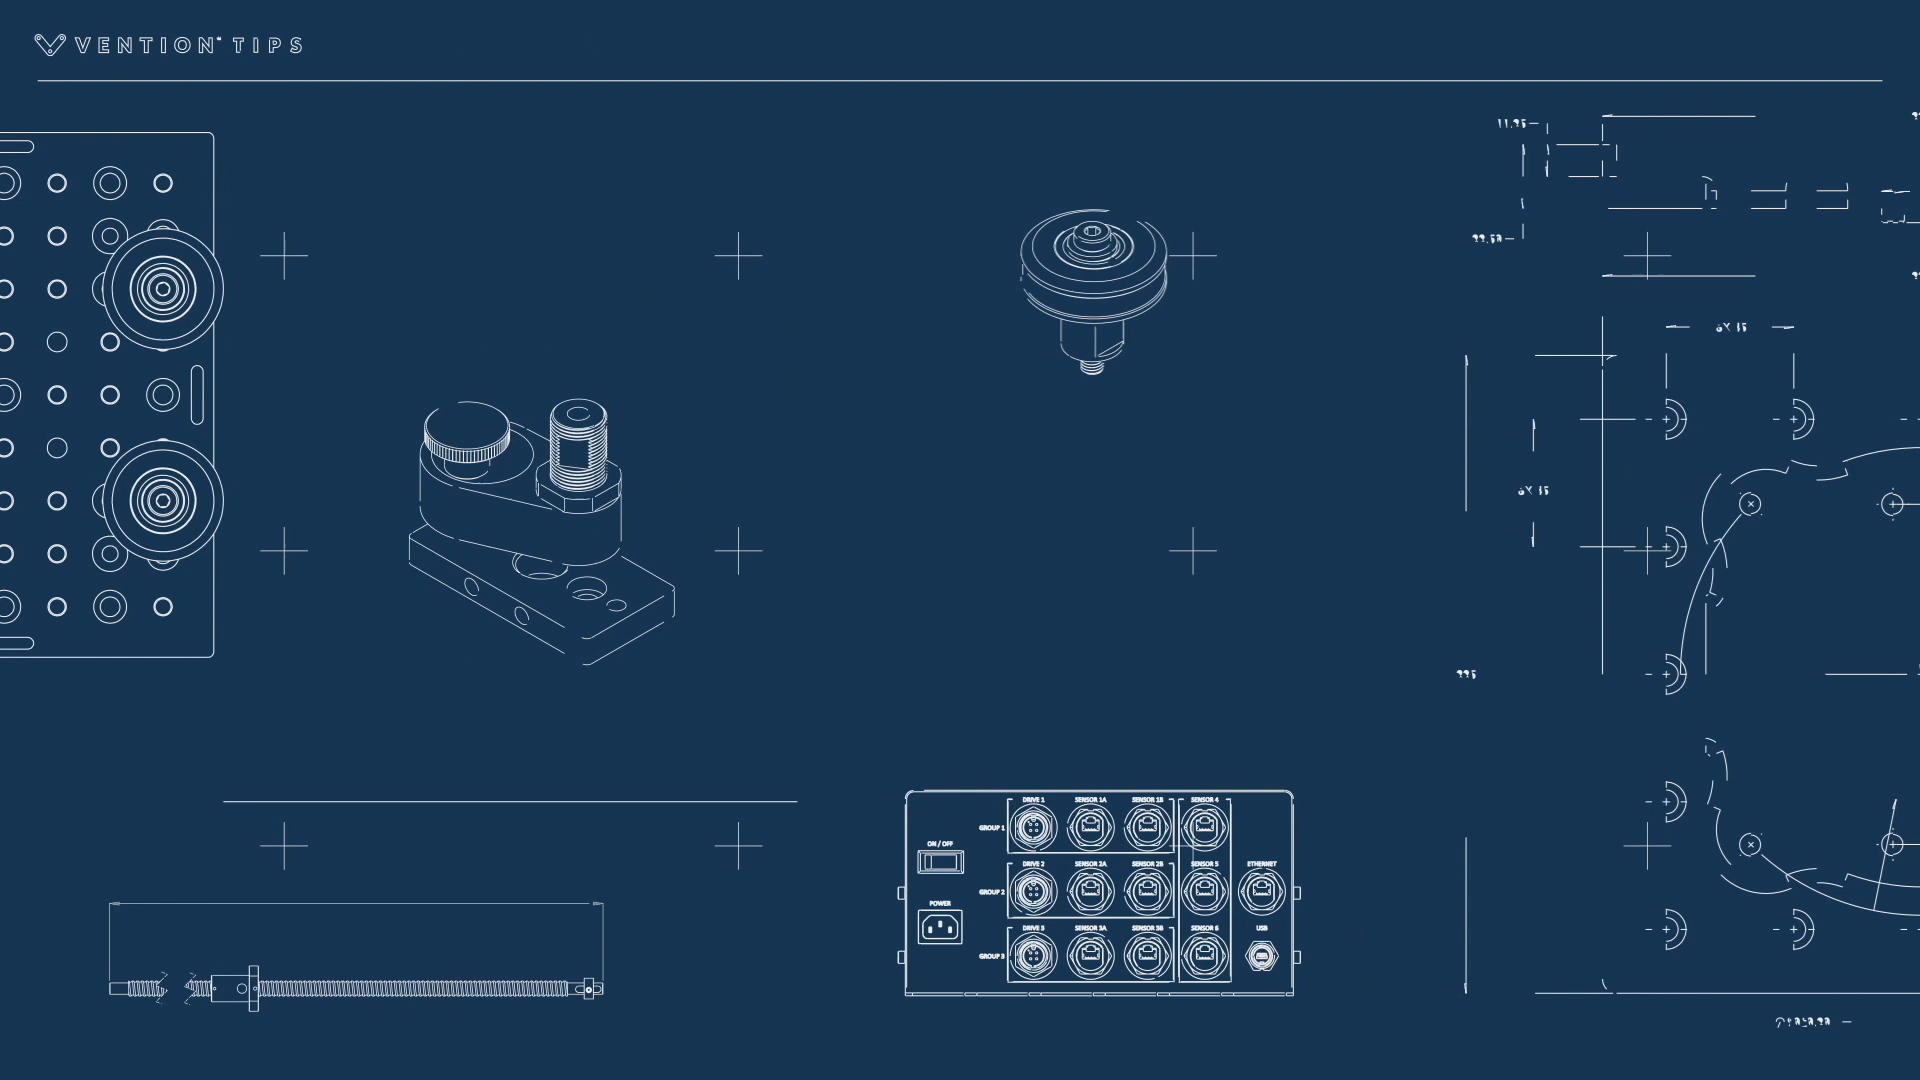 VENTION TIPS
DRIVE 1 SENSOR 1A SENSOR 1B SENSOR 4
GROUP 1
ON / OFF
DRIVE 2 SENSOR 2A SENSOR 2B SENSOR 5 ETHERNET
GROUP 2
POWER
DRIVE 3 SENSOR 3A SENSOR 3B SENSOR 6 USB
GROUP 3